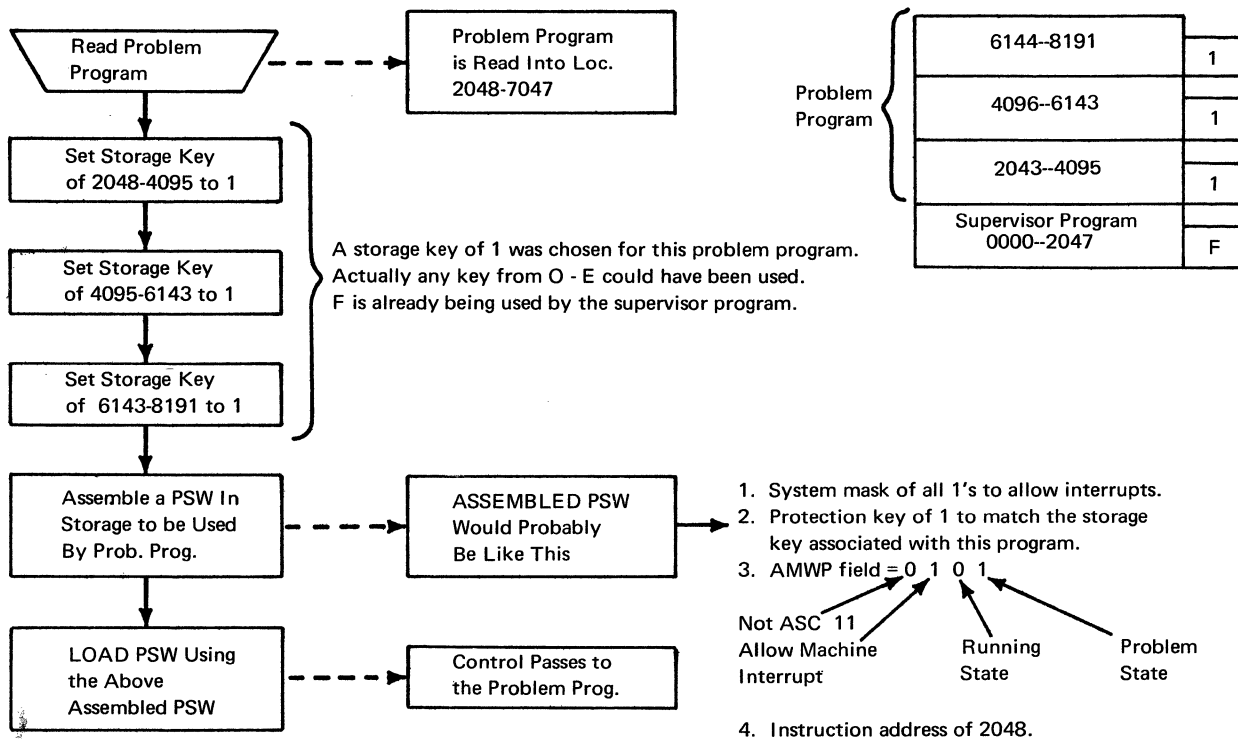 Read Problem
Program
Problem Program
is Read Into Loc.
2048-7047
Set Storage Key
of 2048-4095 to 1
Set Storage Key
of 4095-6143 to 1
Set Storage Key
of 6143-8191 to 1
A storage key of 1 was chosen for this problem program.
Actually any key from O - E could have been used.
F is already being used by the supervisor program.
Problem
Program
6144--8191
1
4096--6143
1
2043--4095
1
Supervisor Program
0000--2047
F
Assemble a PSW In
Storage to be Used
By Prob. Prog.
ASSEMBLED PSW
Would Probably
Be Like This
1. System mask of all 1's to allow interrupts.
2. Protection key of 1 to match the storage
key associated with this program.
3. AMWP field = 0 1 0 1
Not ASC 11
Allow Machine
Interrupt
Running
State
Problem
State
4. Instruction address of 2048.
LOAD PSW Using
the Above
Assembled PSW
Control Passes to
the Problem Prog.